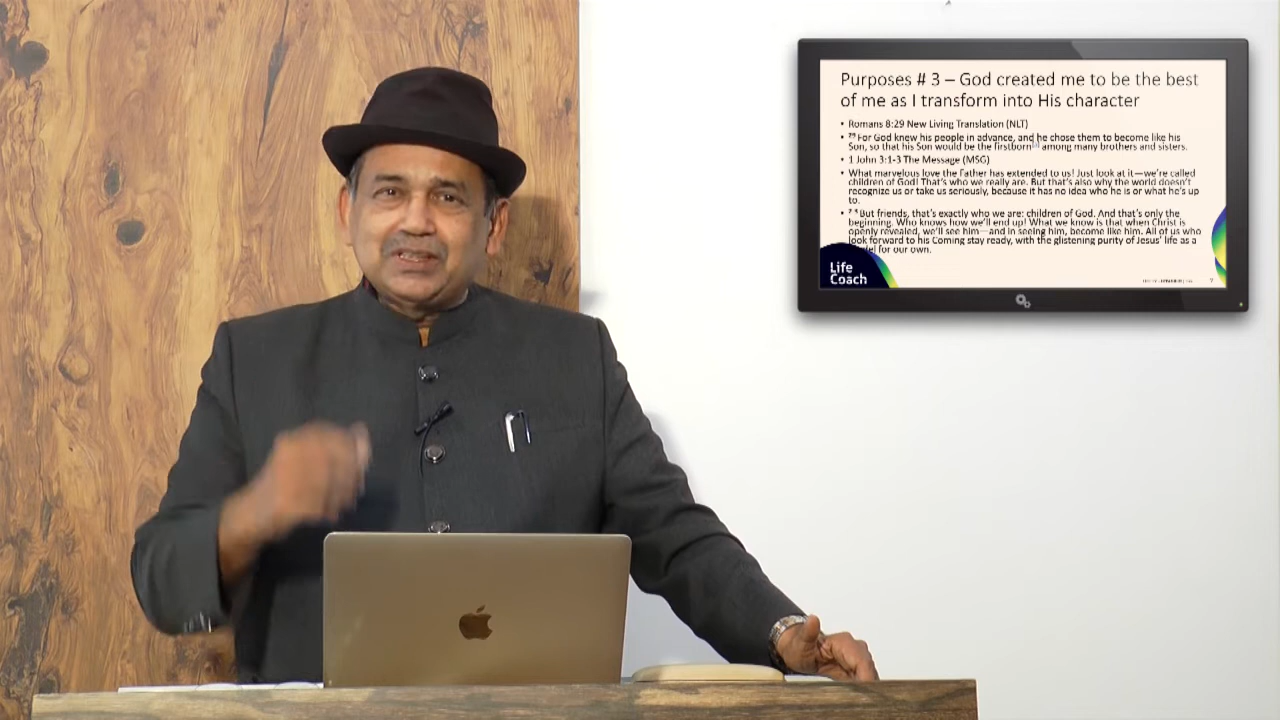 Purposes # 3 – God created me to be the best
of me as I transform into His character
• Romans 8:29 New Living Translation (NLT)
• 29 For God knew his people in advance, and he chose them to become like his
Son, so that his Son would be the firstborn among many brothers and sisters.
• 1 John 3:1-3 The Message (MSG)
• What marvelous love the Father has extended to us! Just look at it—we're called
children of God! That's who we really are. But that's also why the world doesn't
recognize us or take us seriously, because it has no idea who he is or what he's up
to.
• But friends, that's exactly who we are: children of God. And that's only the
beginning. Who knows how we'll end up! What we know is that when Christ is
openly revealed, we'll see him—and in seeing him, become like him. All of us who
look forward to his Coming stay ready, with the glistening purity of Jesus' life as a
for our own.
Life
Coach